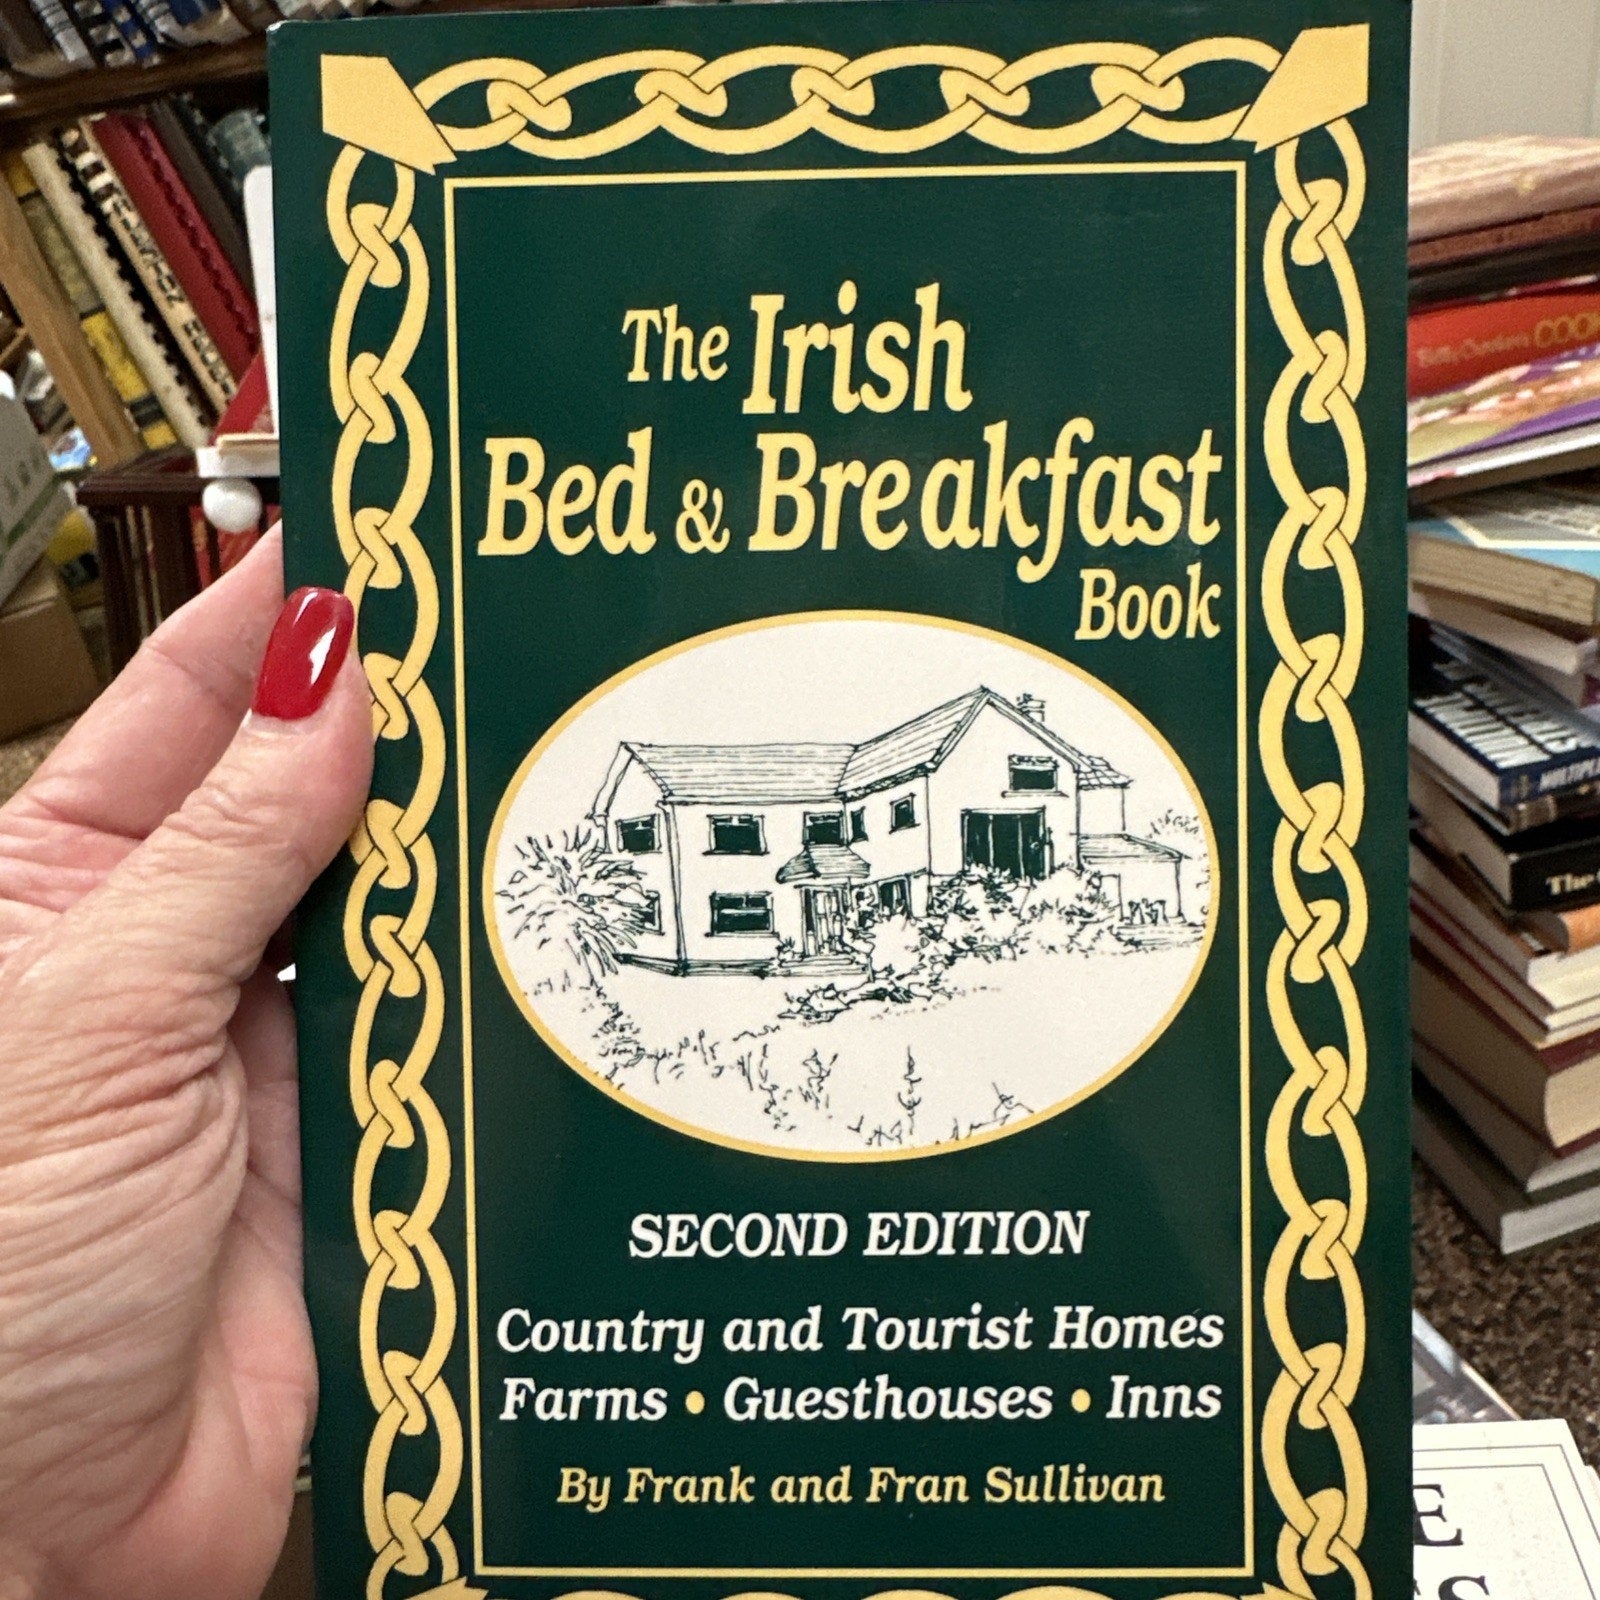 The Irish
Bed & Breakfast
Book
SECOND EDITION
Country and Tourist Homes
Farms • Guesthouses • Inns
By Frank and Fran Sullivan
The